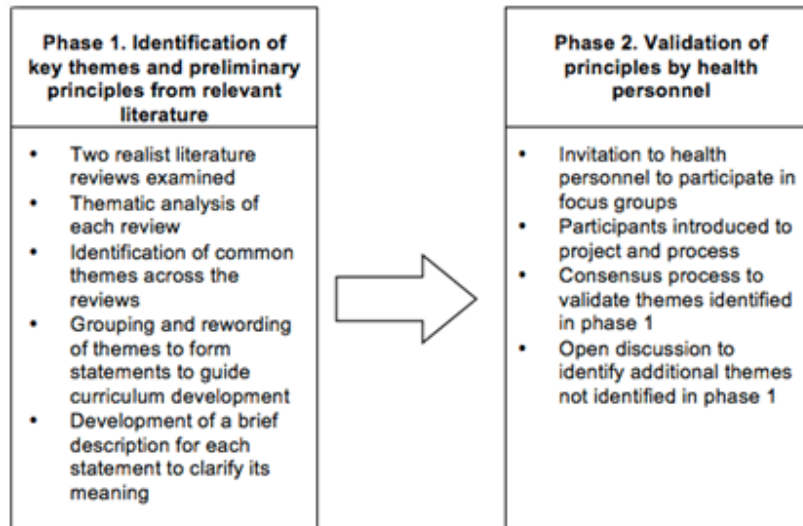 Phase 1. Identification of
key themes and preliminary
principles from relevant
literature
• Two realist literature
reviews examined
• Thematic analysis of
each review
• Identification of common
themes across the
reviews
• Grouping and rewording
of themes to form
statements to guide
curriculum development
• Development of a brief
description for each
statement to clarify its
meaning
Phase 2. Validation of
principles by health
personnel
• Invitation to health
personnel to participate in
focus groups
• Participants introduced to
project and process
• Consensus process to
validate themes identified
in phase 1
• Open discussion to
identify additional themes
not identified in phase 1